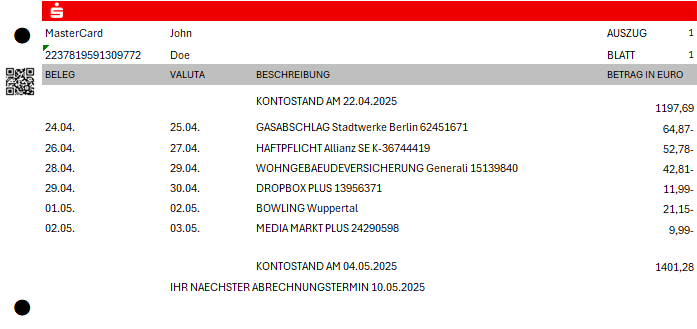 MasterCard John AUSZUG 1
2237819591309772 Doe BLATT 1
BELEG VALUTA BESCHREIBUNG BETRAG IN EURO
KONTOSTAND AM 22.04.2025 1197,69
24.04. 25.04. GASABSCHLAG Stadtwerke Berlin 62451671 64,87-
26.04. 27.04. HAFTPFLICHT Allianz SE K-36744419 52,78-
28.04. 29.04. WOHNGEBAEUDEVERSICHERUNG Generali 15139840 42,81-
29.04. 30.04. DROPBOX PLUS 13956371 11,99-
01.05. 02.05. BOWLING Wuppertal 21,15-
02.05. 03.05. MEDIA MARKT PLUS 24290598 9,99-
KONTOSTAND AM 04.05.2025 1401,28
IHR NAECHSTER ABRECHNUNGSTERMIN 10.05.2025